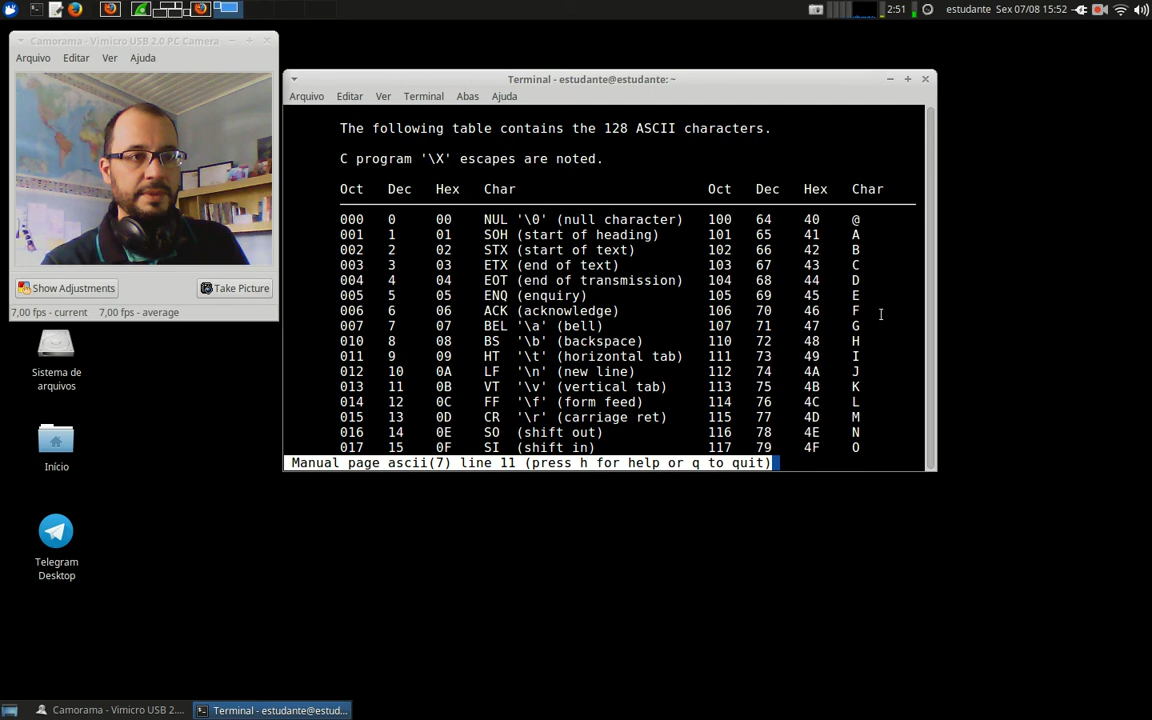 2:51
estudante Sex 07/08 15:52
Camorama - Vimicro USB 2.0 PC Camera
Arquivo Editar Ver Ajuda
Show Adjustments
Take Picture
7,00 fps - current 7,00 fps - average
Sistema de
arquivos
Início
Telegram
Desktop
Terminal - estudante@estudante: ~
Arquivo Editar Ver Terminal Abas Ajuda
The following table contains the 128 ASCII characters.
C program '\X' escapes are noted.
Oct Dec Hex Char Oct Dec Hex Char
000 0 00 NUL '\0' (null character) 100 64 40 @
001 1 01 SOH (start of heading) 101 65 41 A
002 2 02 STX (start of text) 102 66 42 B
003 3 03 ETX (end of text) 103 67 43 C
004 4 04 EOT (end of transmission) 104 68 44 D
005 5 05 ENQ (enquiry) 105 69 45 E
006 6 06 ACK (acknowledge) 106 70 46 F
007 7 07 BEL '\a' (bell) 107 71 47 G
010 8 08 BS '\b' (backspace) 110 72 48 H
011 9 09 HT '\t' (horizontal tab) 111 73 49 I
012 10 0A LF '\n' (new line) 112 74 4A J
013 11 0B VT '\v' (vertical tab) 113 75 4B K
014 12 0C FF '\f' (form feed) 114 76 4C L
015 13 0D CR '\r' (carriage ret) 115 77 4D M
016 14 0E SO (shift out) 116 78 4E N
017 15 0F SI (shift in) 117 79 4F O
Manual page ascii(7) line 11 (press h for help or q to quit)
Camorama - Vimicro USB 2....
Terminal - estudante@estud...